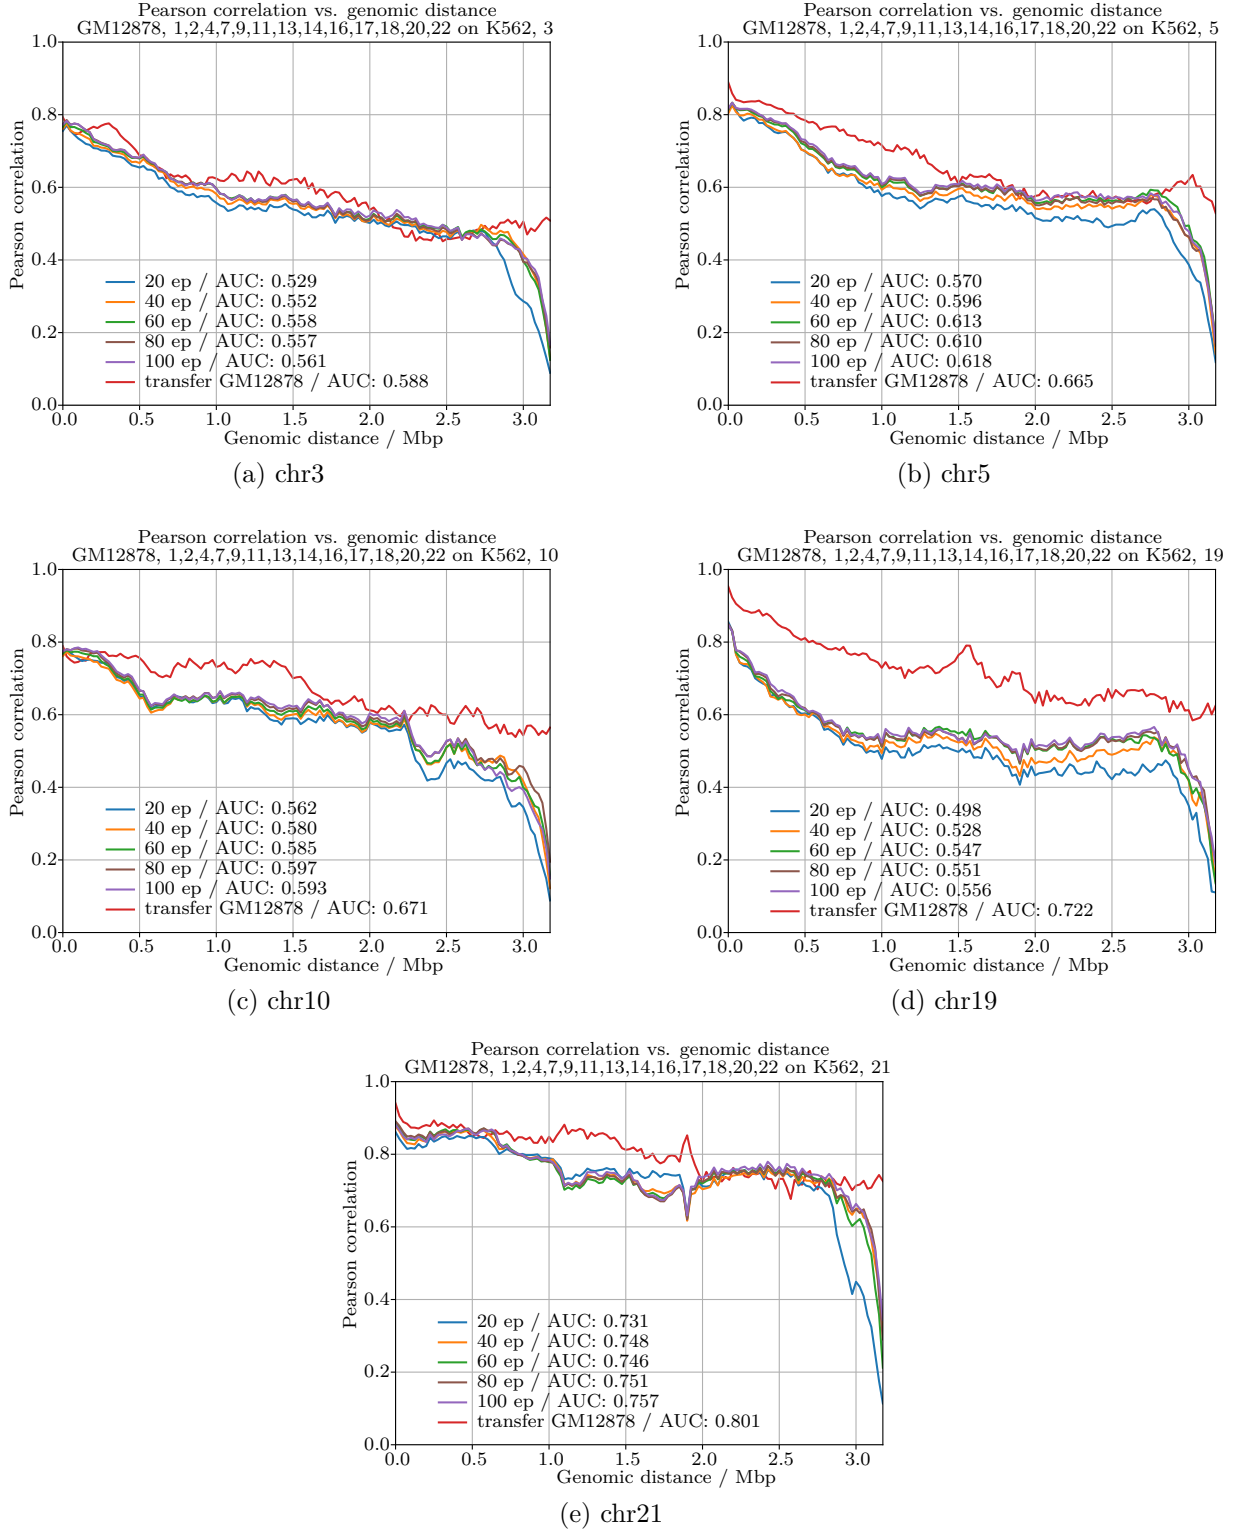 Pearson correlation vs. genomic distance
GM12878, 1,2,4,7,9,11,13,14,16,17,18,20,22 on K562, 3
1.0
0.8
0.6
0.4
0.2
0.0
Pearson correlation
20 ep / AUC: 0.529
40 ep / AUC: 0.552
60 ep / AUC: 0.558
80 ep / AUC: 0.557
100 ep / AUC: 0.561
transfer GM12878 / AUC: 0.588
0.0 0.5 1.0 1.5 2.0 2.5 3.0
Genomic distance / Mbp
(a) chr3
Pearson correlation vs. genomic distance
GM12878, 1,2,4,7,9,11,13,14,16,17,18,20,22 on K562, 5
1.0
0.8
0.6
0.4
0.2
0.0
Pearson correlation
20 ep / AUC: 0.570
40 ep / AUC: 0.596
60 ep / AUC: 0.613
80 ep / AUC: 0.610
100 ep / AUC: 0.618
transfer GM12878 / AUC: 0.665
0.0 0.5 1.0 1.5 2.0 2.5 3.0
Genomic distance / Mbp
(b) chr5
Pearson correlation vs. genomic distance
GM12878, 1,2,4,7,9,11,13,14,16,17,18,20,22 on K562, 10
1.0
0.8
0.6
0.4
0.2
0.0
Pearson correlation
20 ep / AUC: 0.562
40 ep / AUC: 0.580
60 ep / AUC: 0.585
80 ep / AUC: 0.597
100 ep / AUC: 0.593
transfer GM12878 / AUC: 0.671
0.0 0.5 1.0 1.5 2.0 2.5 3.0
Genomic distance / Mbp
(c) chr10
Pearson correlation vs. genomic distance
GM12878, 1,2,4,7,9,11,13,14,16,17,18,20,22 on K562, 19
1.0
0.8
0.6
0.4
0.2
0.0
Pearson correlation
20 ep / AUC: 0.498
40 ep / AUC: 0.528
60 ep / AUC: 0.547
80 ep / AUC: 0.551
100 ep / AUC: 0.556
transfer GM12878 / AUC: 0.722
0.0 0.5 1.0 1.5 2.0 2.5 3.0
Genomic distance / Mbp
(d) chr19
Pearson correlation vs. genomic distance
GM12878, 1,2,4,7,9,11,13,14,16,17,18,20,22 on K562, 21
1.0
0.8
0.6
0.4
0.2
0.0
Pearson correlation
20 ep / AUC: 0.731
40 ep / AUC: 0.748
60 ep / AUC: 0.746
80 ep / AUC: 0.751
100 ep / AUC: 0.757
transfer GM12878 / AUC: 0.801
0.0 0.5 1.0 1.5 2.0 2.5 3.0
Genomic distance / Mbp
(e) chr21